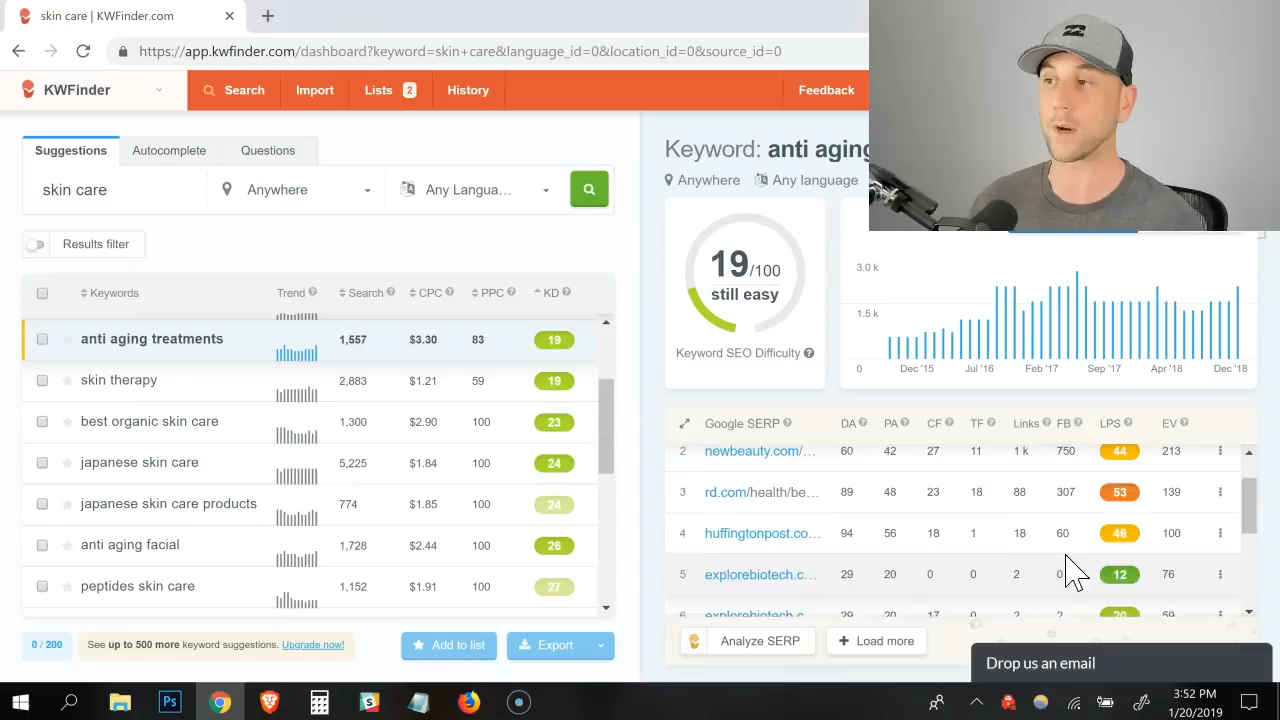 skin care | KWFinder.com
https://app.kwfinder.com/dashboard?keyword=skin+care&language_id=0&location_id=0&source_id=0
KWFinder
Search
Import
Lists 2
History
Feedback
Suggestions
Autocomplete
Questions
skin care
Anywhere
Any Langua...
Results filter
Keywords Trend Search CPC PPC KD
anti aging treatments 1,557 $3.30 83 19
skin therapy 2,883 $1.21 59 19
best organic skin care 1,300 $2.90 100 23
japanese skin care 5,225 $1.84 100 24
japanese skin care products 774 $1.85 100 24
anti aging facial 1,728 $2.44 100 26
peptides skin care 1,152 $1.91 100 27
0 / 200
See up to 500 more keyword suggestions. Upgrade now!
Add to list
Export
Keyword: anti aging
Anywhere Any language
19/100
still easy
Keyword SEO Difficulty
3.0 k
1.5 k
0
Dec '15 Jul '16 Feb '17 Sep '17 Apr '18 Dec '18
Google SERP DA PA CF TF Links FB LPS EV
2 newbeauty.com/... 60 42 27 11 1 k 750 44 213
3 rd.com/health/be... 89 48 23 18 88 307 53 139
4 huffingtonpost.co... 94 56 18 1 18 60 46 100
5 explorebiotech.c... 29 20 0 0 2 0 12 76
6 explorebiotech.c... 29 20 17 0 2 2 20 59
Analyze SERP
Load more
Drop us an email
Ps
3:52 PM
1/20/2019